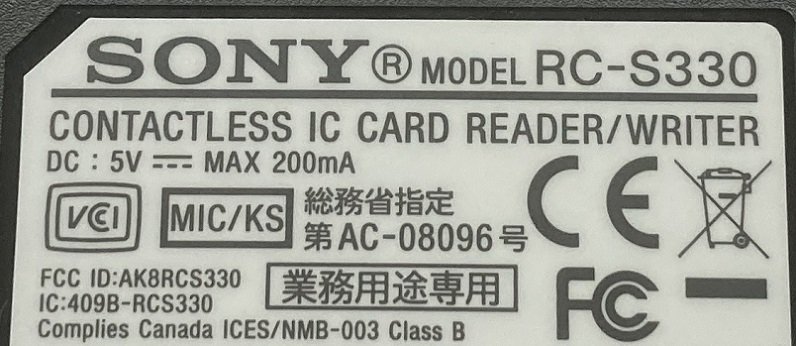 SONY® MODEL RC-S330
CONTACTLESS IC CARD READER/WRITER
DC : 5V ⎓ MAX 200mA
VCI MIC/KS 総務省指定
第AC-08096号
CE
FCC ID:AK8RCS330
IC:409B-RCS330
業務用途専用
FC
Complies Canada ICES/NMB-003 Class B